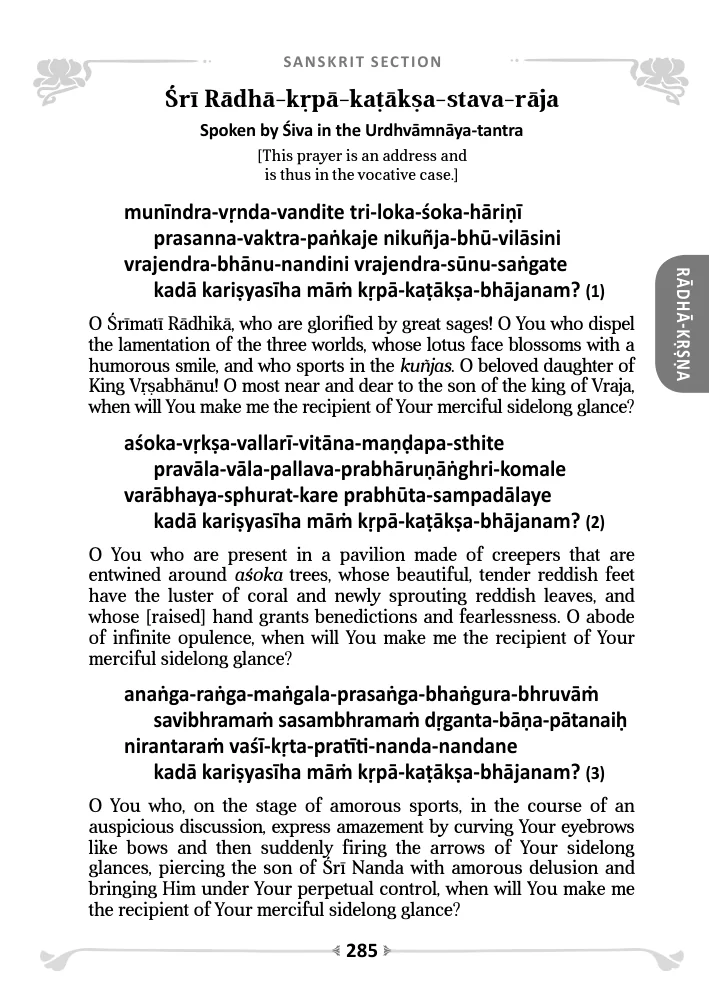 SANSKRIT SECTION
Śrī Rādhā-kṛpā-kaṭākṣa-stava-rāja
Spoken by Śiva in the Urdhvāmnāya-tantra
[This prayer is an address and
is thus in the vocative case.]
munīndra-vṛnda-vandite tri-loka-śoka-hāriṇī
prasanna-vaktra-paṅkaje nikuñja-bhū-vilāsini
vrajendra-bhānu-nandini vrajendra-sūnu-saṅgate
kadā kariṣyasīha māṁ kṛpā-kaṭākṣa-bhājanam? (1)
O Śrīmatī Rādhikā, who are glorified by great sages! O You who dispel
the lamentation of the three worlds, whose lotus face blossoms with a
humorous smile, and who sports in the kuñjas. O beloved daughter of
King Vṛṣabhānu! O most near and dear to the son of the king of Vraja,
when will You make me the recipient of Your merciful sidelong glance?
aśoka-vṛkṣa-vallarī-vitāna-maṇḍapa-sthite
pravāla-vāla-pallava-prabhāruṇāṅghri-komale
varābhaya-sphurat-kare prabhūta-sampadālaye
kadā kariṣyasīha māṁ kṛpā-kaṭākṣa-bhājanam? (2)
O You who are present in a pavilion made of creepers that are
entwined around aśoka trees, whose beautiful, tender reddish feet
have the luster of coral and newly sprouting reddish leaves, and
whose [raised] hand grants benedictions and fearlessness. O abode
of infinite opulence, when will You make me the recipient of Your
merciful sidelong glance?
anaṅga-raṅga-maṅgala-prasaṅga-bhaṅgura-bhruvāṁ
savibhramaṁ sasambhramaṁ dṛganta-bāṇa-pātanaiḥ
nirantaraṁ vaśī-kṛta-pratīti-nanda-nandane
kadā kariṣyasīha māṁ kṛpā-kaṭākṣa-bhājanam? (3)
O You who, on the stage of amorous sports, in the course of an
auspicious discussion, express amazement by curving Your eyebrows
like bows and then suddenly firing the arrows of Your sidelong
glances, piercing the son of Śrī Nanda with amorous delusion and
bringing Him under Your perpetual control, when will You make me
the recipient of Your merciful sidelong glance?
285
RĀDHĀ-KṚṢṆA